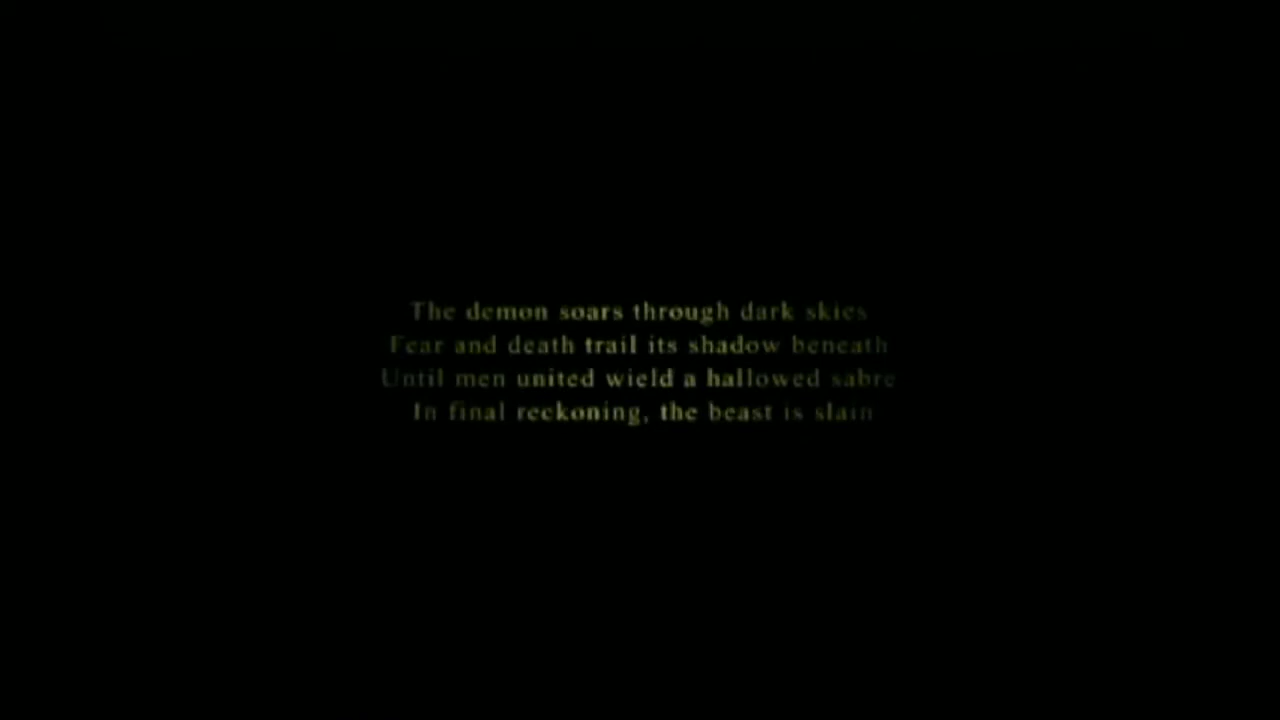 The demon soars through dark skies
Fear and death trail its shadow beneath
Until men united wield a hallowed sabre
In final reckoning, the beast is slain